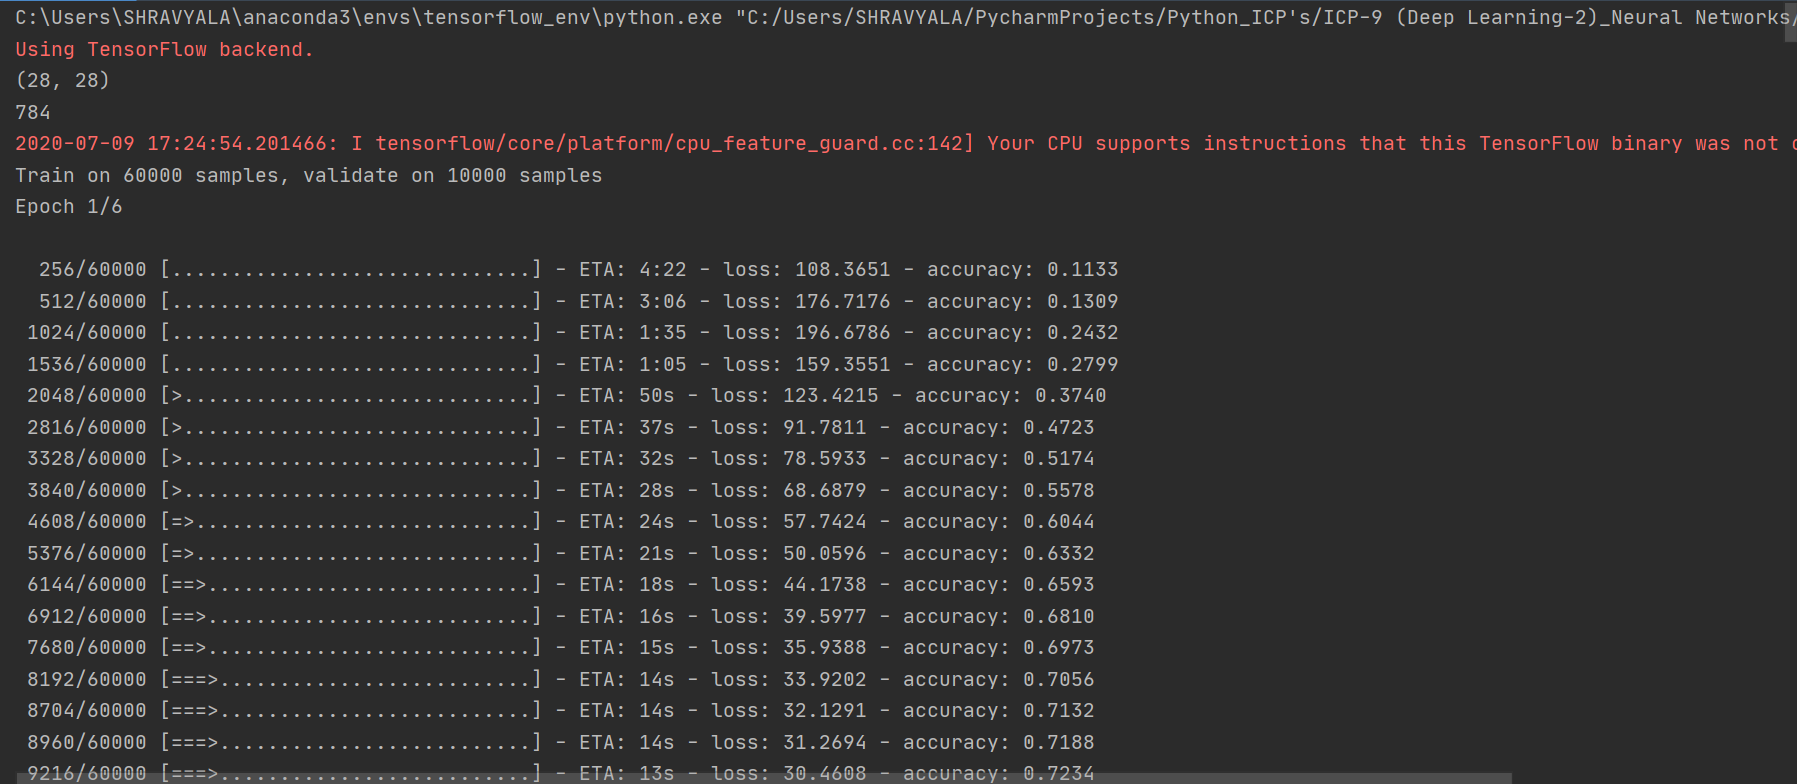 C:\Users\SHRAVYALA\anaconda3\envs\tensorflow_env\python.exe "C:/Users/SHRAVYALA/PycharmProjects/Python_ICP's/ICP-9 (Deep Learning-2)_Neural Networks/
Using TensorFlow backend.
(28, 28)
784
2020-07-09 17:24:54.201466: I tensorflow/core/platform/cpu_feature_guard.cc:142] Your CPU supports instructions that this TensorFlow binary was not
Train on 60000 samples, validate on 10000 samples
Epoch 1/6
256/60000 [..............................] - ETA: 4:22 - loss: 108.3651 - accuracy: 0.1133
512/60000 [..............................] - ETA: 3:06 - loss: 176.7176 - accuracy: 0.1309
1024/60000 [..............................] - ETA: 1:35 - loss: 196.6786 - accuracy: 0.2432
1536/60000 [..............................] - ETA: 1:05 - loss: 159.3551 - accuracy: 0.2799
2048/60000 [>.............................] - ETA: 50s - loss: 123.4215 - accuracy: 0.3740
2816/60000 [>.............................] - ETA: 37s - loss: 91.7811 - accuracy: 0.4723
3328/60000 [>.............................] - ETA: 32s - loss: 78.5933 - accuracy: 0.5174
3840/60000 [>.............................] - ETA: 28s - loss: 68.6879 - accuracy: 0.5578
4608/60000 [=>............................] - ETA: 24s - loss: 57.7424 - accuracy: 0.6044
5376/60000 [=>............................] - ETA: 21s - loss: 50.0596 - accuracy: 0.6332
6144/60000 [==>...........................] - ETA: 18s - loss: 44.1738 - accuracy: 0.6593
6912/60000 [==>...........................] - ETA: 16s - loss: 39.5977 - accuracy: 0.6810
7680/60000 [==>...........................] - ETA: 15s - loss: 35.9388 - accuracy: 0.6973
8192/60000 [===>..........................] - ETA: 14s - loss: 33.9202 - accuracy: 0.7056
8704/60000 [===>..........................] - ETA: 14s - loss: 32.1291 - accuracy: 0.7132
8960/60000 [===>..........................] - ETA: 14s - loss: 31.2694 - accuracy: 0.7188
9216/60000 [===>..........................] - ETA: 13s - loss: 30.4608 - accuracy: 0.7234